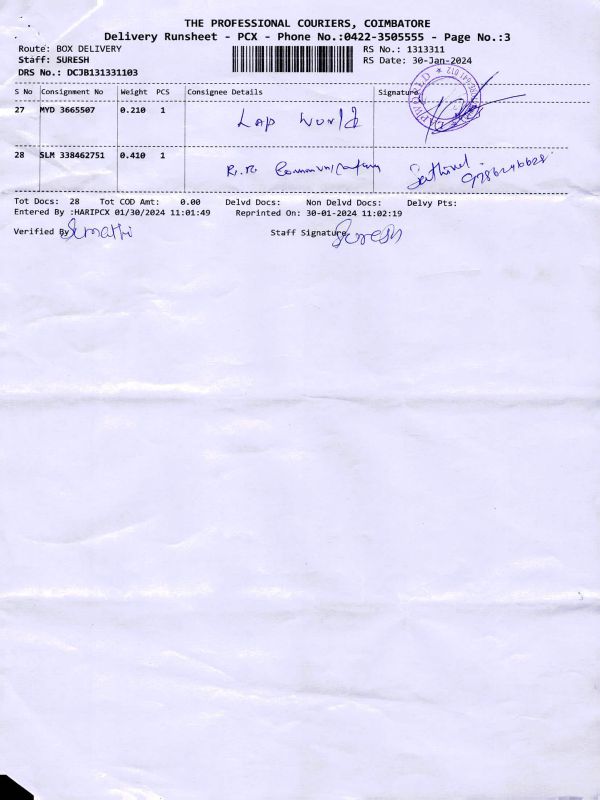 THE PROFESSIONAL COURIERS, COIMBATORE
Delivery Runsheet - PCX - Phone No.:0422-3505555 - Page No.:3
Route: BOX DELIVERY RS No.: 1313311
Staff: SURESH RS Date: 30-Jan-2024
DRS No.: DCJB131331103
S No Consignment No Weight PCS Consignee Details Signature
27 MYD 3665507 0.210 1 Lap World
LAPWORLD
28 SLM 338462751 0.410 1 R.R. Communication Senthivel
Tot Docs: 28 Tot COD Amt: 0.00 Delvd Docs: Non Delvd Docs: Delvy Pts:
Entered By :HARIPCX 01/30/2024 11:01:49 Reprinted On: 30-01-2024 11:02:19
Verified By Staff Signature Suresh